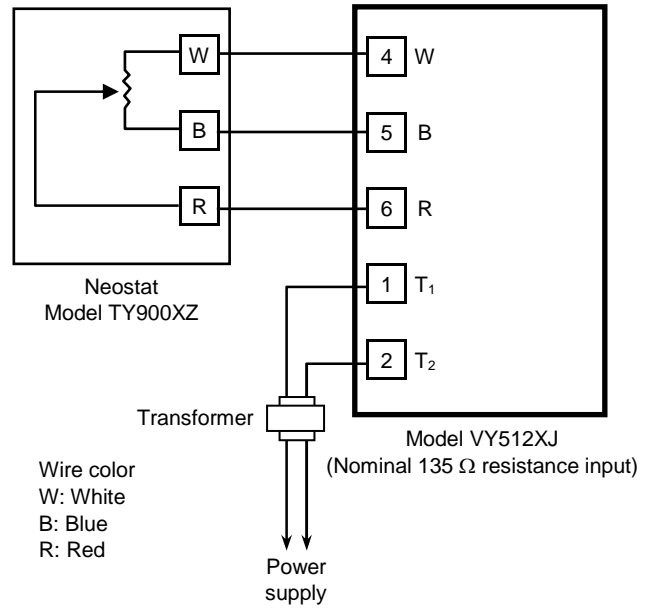 W
4 W
B
5 B
R
6 R
Neostat
Model TY900XZ
1 T₁
2 T₂
Transformer
Model VY512XJ
(Nominal 135 Ω resistance input)
Wire color
W: White
B: Blue
R: Red
Power
supply